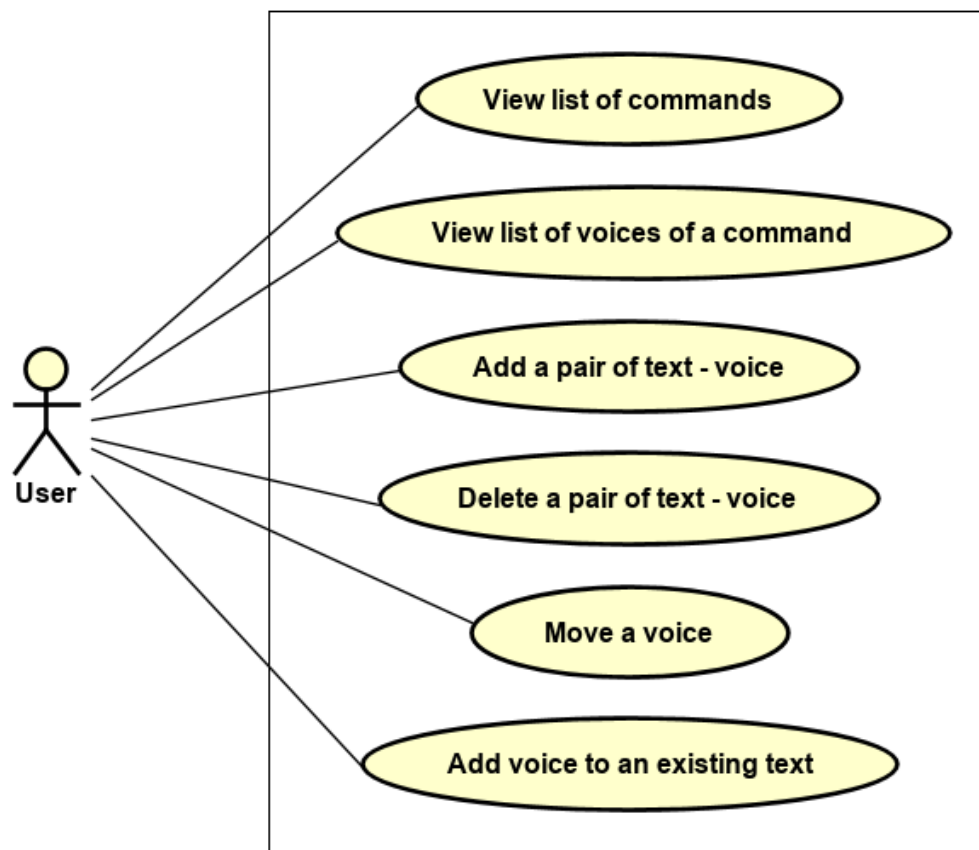 View list of commands
View list of voices of a command
Add a pair of text - voice
Delete a pair of text - voice
User
Move a voice
Add voice to an existing text